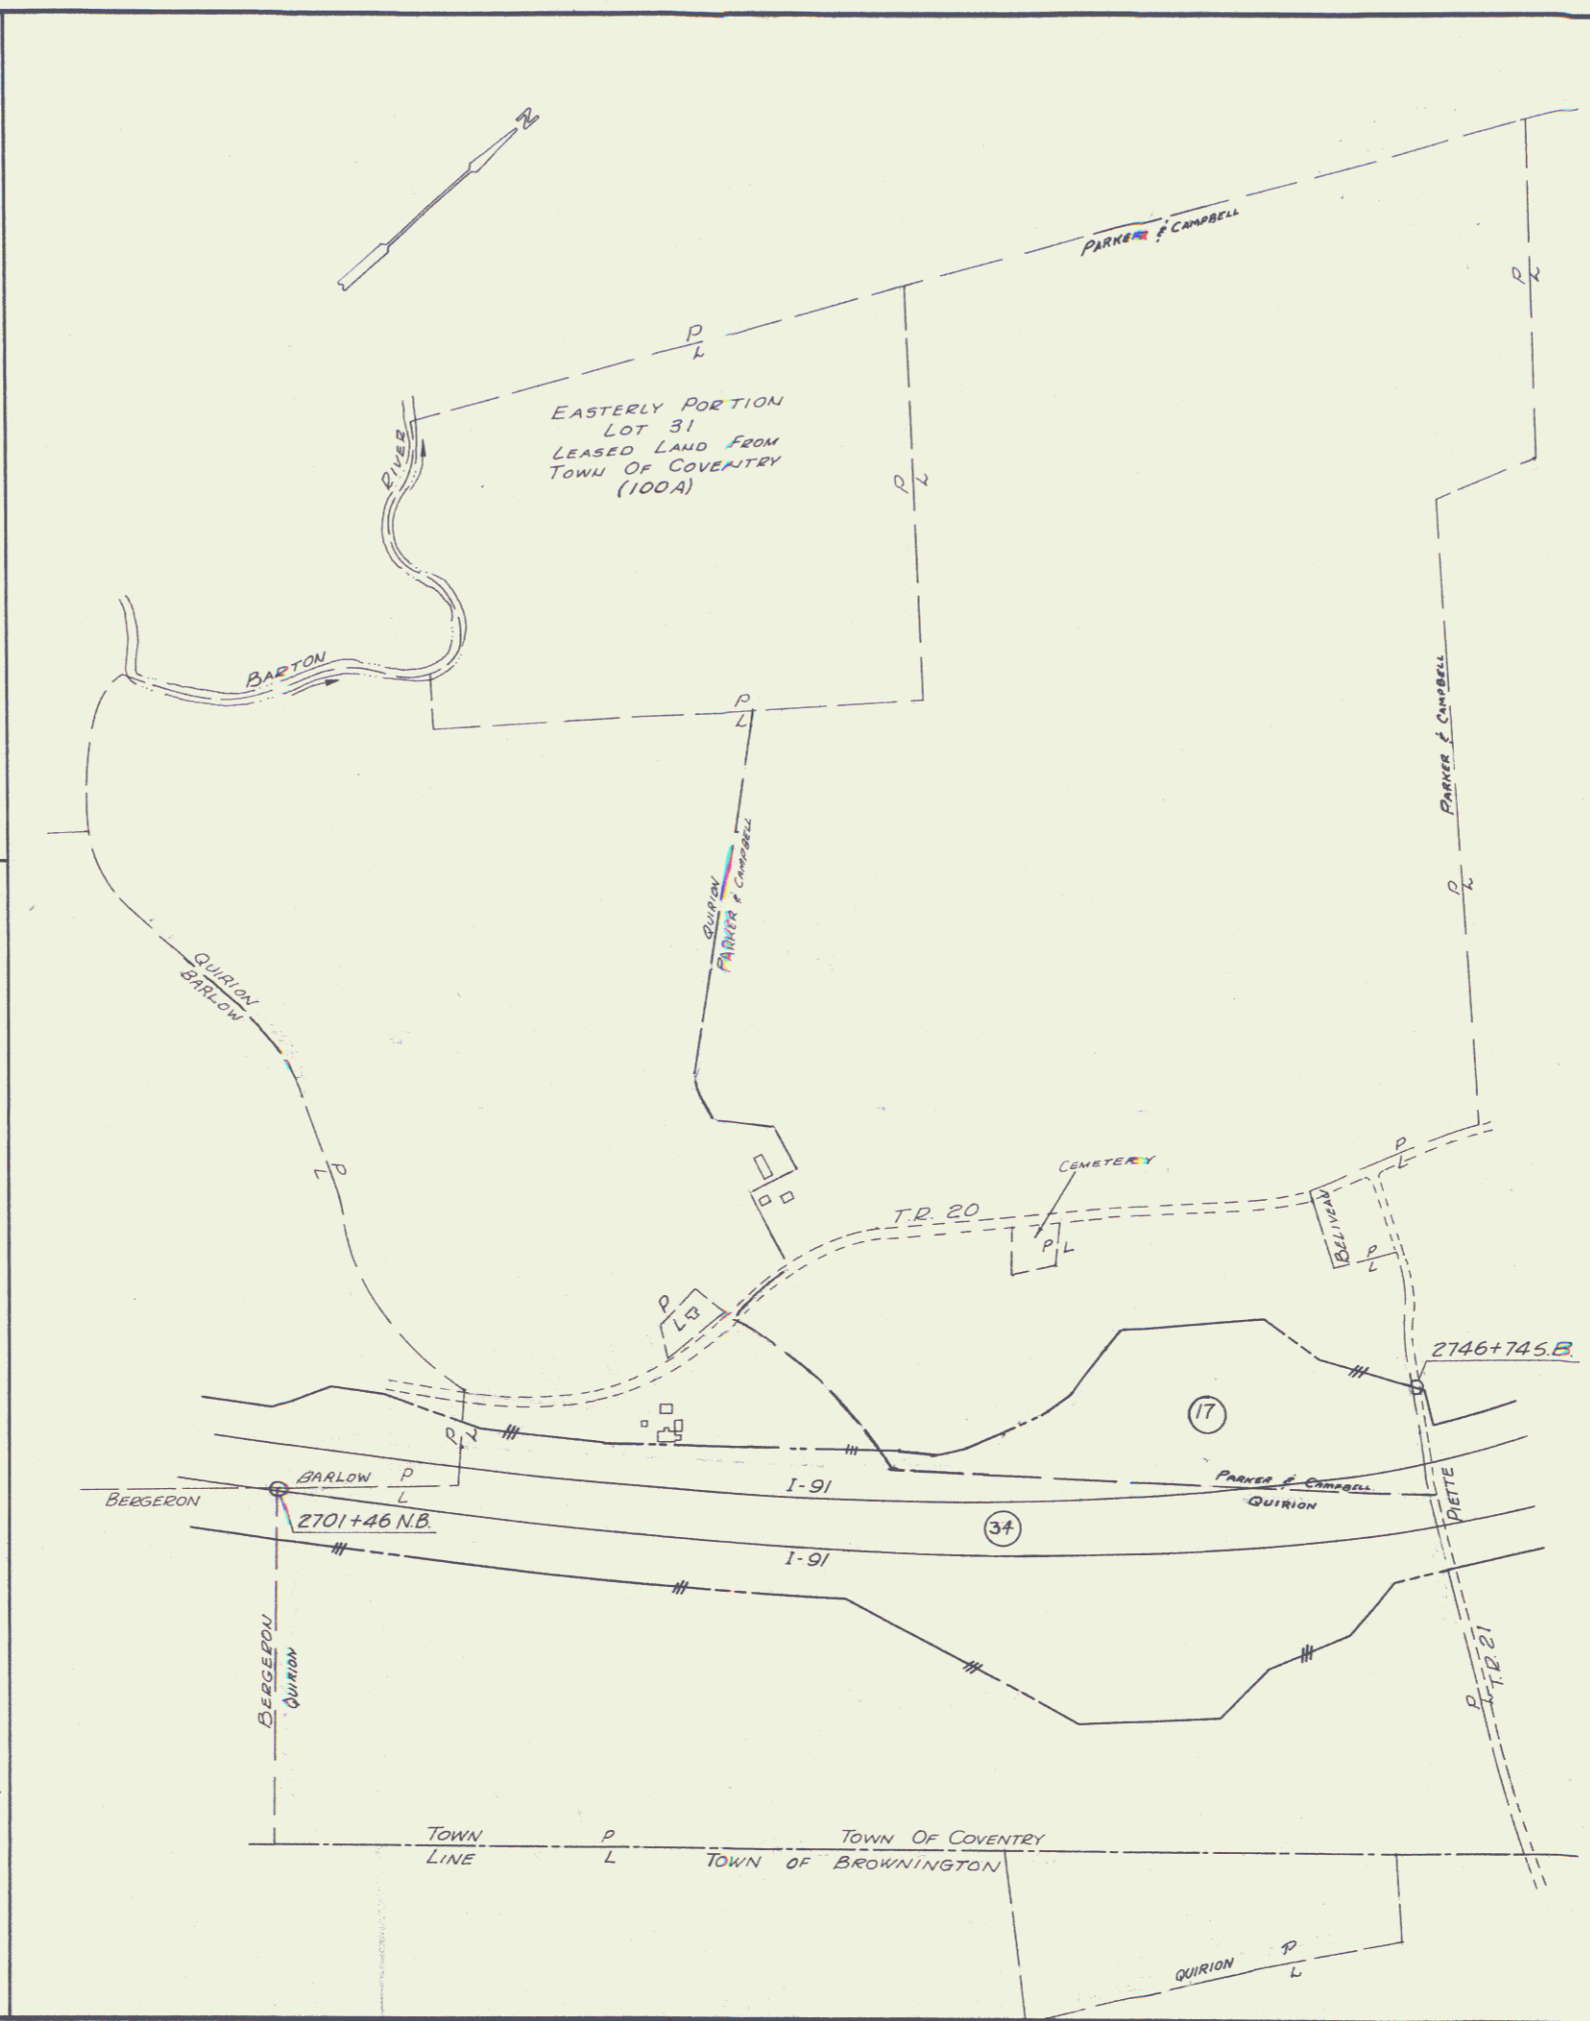 N
PARKER & CAMPBELL
P
L
P
L
EASTERLY PORTION
LOT 31
LEASED LAND FROM
TOWN OF COVENTRY
(100A)
RIVER
P
L
BARTON
P
L
PARKER & CAMPBELL
P
L
QUIRION
PARKER & CAMPBELL
QUIRION
BARLOW
P
L
CEMETERY
P
L
T.R. 20
BELIVEAU
P
L
P
L
P
L
2746+74 S.B.
17
P
L
BARLOW
P
L
BERGERON
I-91
PARKER & CAMPBELL
QUIRION
PIETTE
2701+46 N.B.
34
I-91
BERGERON
QUIRION
P
L
T.R. 21
TOWN
LINE
P
L
TOWN OF COVENTRY
TOWN OF BROWNINGTON
QUIRION
P
L